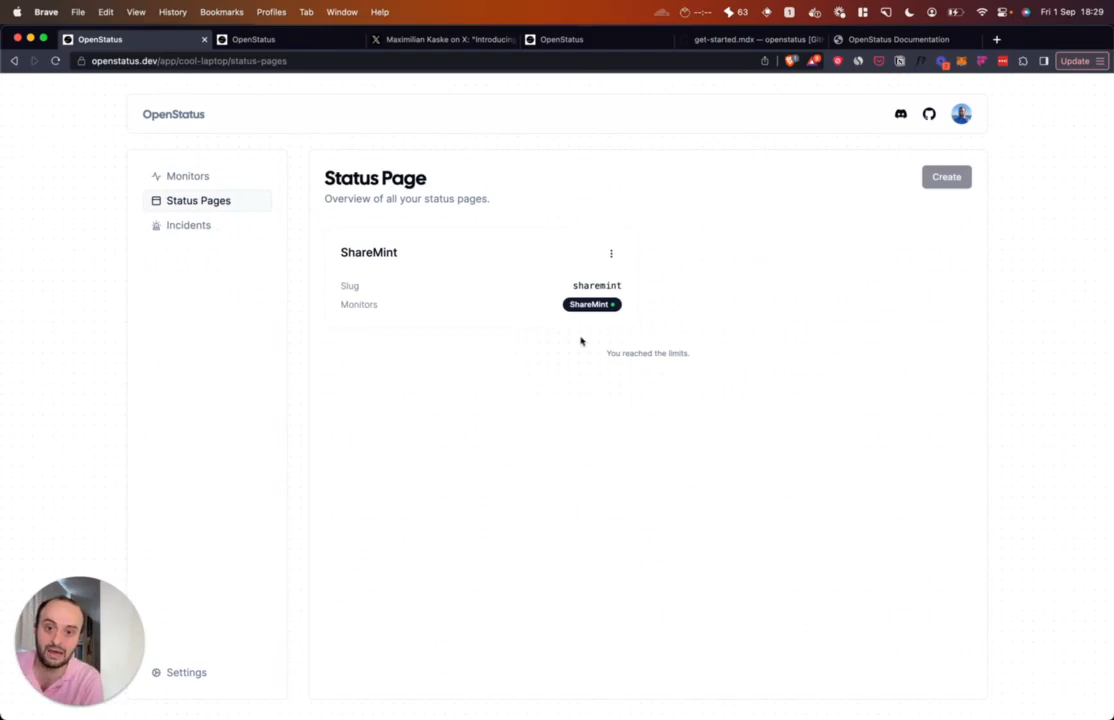 Brave File Edit View History Bookmarks Profiles Tab Window Help --:-- 63 1 Fri 1 Sep 18:29
OpenStatus OpenStatus Maximilian Kaske on X: "Introducing OpenStatus get-started.mdx — openstatus [Git OpenStatus Documentation
openstatus.dev/app/cool-laptop/status-pages Update
OpenStatus
Monitors
Status Pages
Incidents
Settings
Status Page
Create
Overview of all your status pages.
ShareMint
Slug sharemint
Monitors ShareMint
You reached the limits.